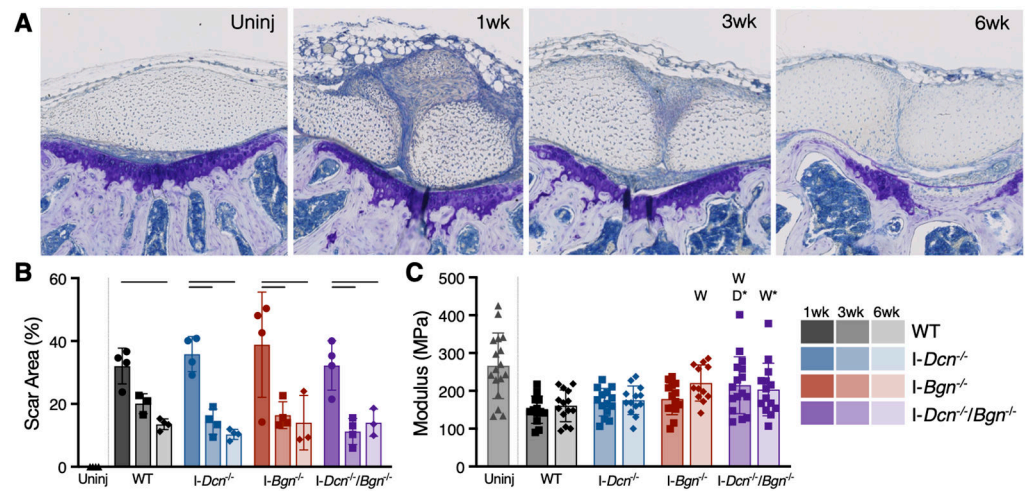 A
Uninj
1wk
3wk
6wk
B
Scar Area (%)
60
40
20
0
Uninj
WT
I-Dcn-/-
I-Bgn-/-
I-Dcn-/-/Bgn-/-
C
Modulus (MPa)
500
400
300
200
100
0
W
D*
W
W*
Uninj
WT
I-Dcn-/-
I-Bgn-/-
I-Dcn-/-/Bgn-/-
1wk 3wk 6wk
WT
I-Dcn-/-
I-Bgn-/-
I-Dcn-/-/Bgn-/-